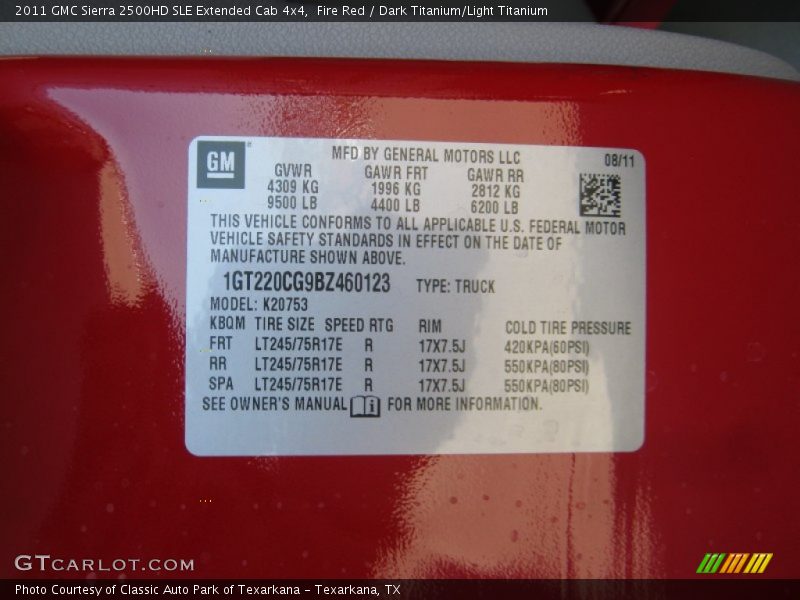 2011 GMC Sierra 2500HD SLE Extended Cab 4x4, Fire Red / Dark Titanium/Light Titanium
GM
MFD BY GENERAL MOTORS LLC 08/11
GVWR GAWR FRT GAWR RR
4309 KG 1996 KG 2812 KG
9500 LB 4400 LB 6200 LB
THIS VEHICLE CONFORMS TO ALL APPLICABLE U.S. FEDERAL MOTOR
VEHICLE SAFETY STANDARDS IN EFFECT ON THE DATE OF
MANUFACTURE SHOWN ABOVE.
1GT220CG9BZ460123 TYPE: TRUCK
MODEL: K20753
KBQM TIRE SIZE SPEED RTG RIM COLD TIRE PRESSURE
FRT LT245/75R17E R 17X7.5J 420KPA(60PSI)
RR LT245/75R17E R 17X7.5J 550KPA(80PSI)
SPA LT245/75R17E R 17X7.5J 550KPA(80PSI)
SEE OWNER'S MANUAL i FOR MORE INFORMATION.
GTCARLOT.COM
Photo Courtesy of Classic Auto Park of Texarkana – Texarkana, TX